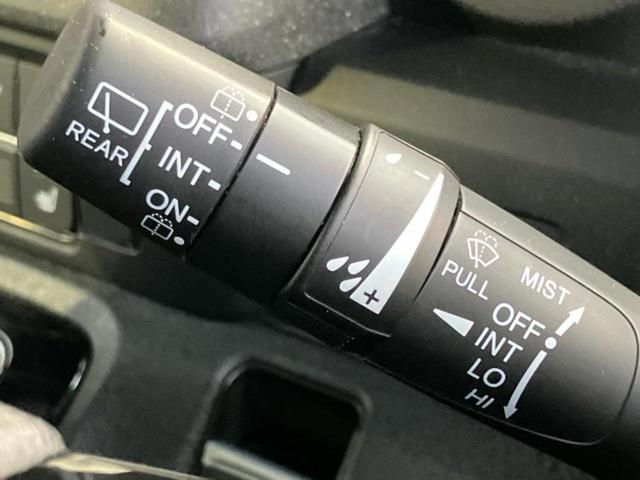 REAR
OFF
INT
ON
-
+
PULL
MIST
OFF
INT
LO
HI